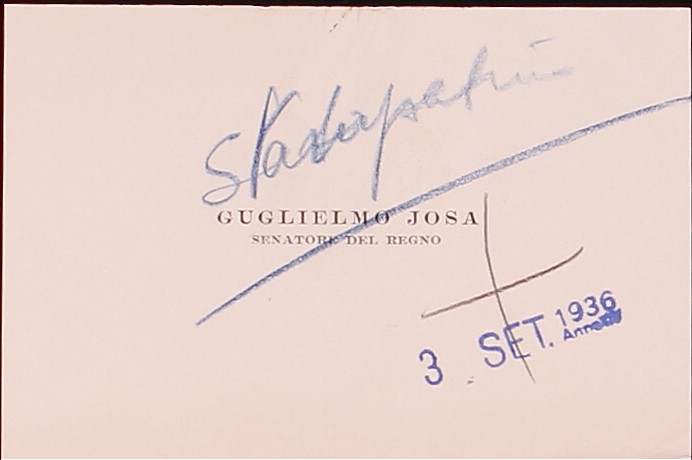 GUGLIELMO JOSA
SENATORE DEL REGNO
3 SET. 1936